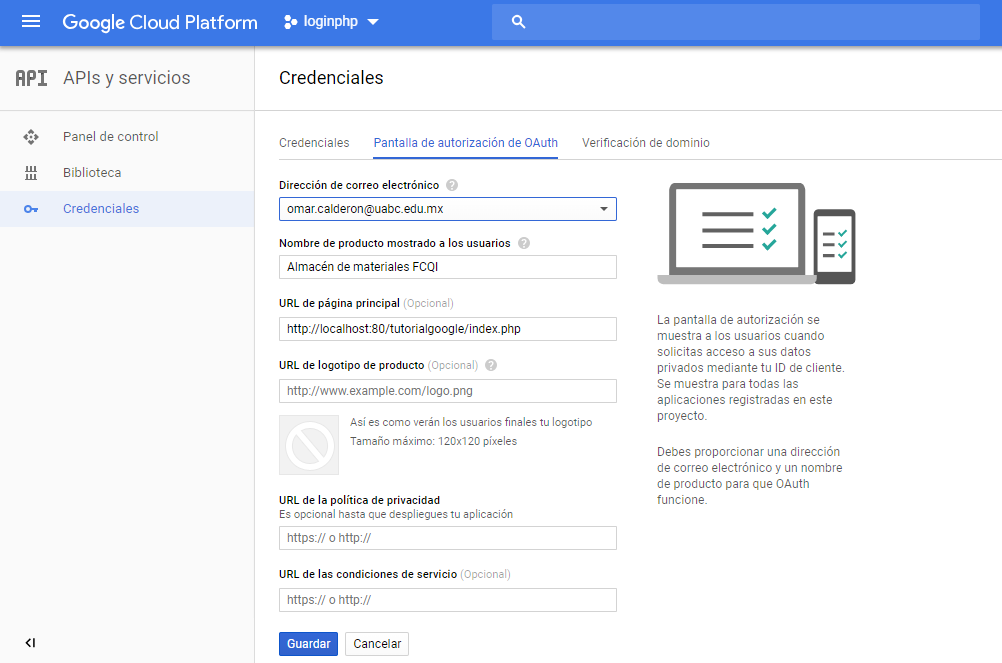 Google Cloud Platform
loginphp
API APIs y servicios
Credenciales
Panel de control
Biblioteca
Credenciales
Credenciales Pantalla de autorización de OAuth Verificación de dominio
Dirección de correo electrónico ?
omar.calderon@uabc.edu.mx
Nombre de producto mostrado a los usuarios ?
Almacén de materiales FCQI
URL de página principal (Opcional)
http://localhost:80/tutorialgoogle/index.php
URL de logotipo de producto (Opcional) ?
http://www.example.com/logo.png
Así es como verán los usuarios finales tu logotipo
Tamaño máximo: 120x120 píxeles
URL de la política de privacidad
Es opcional hasta que despliegues tu aplicación
https:// o http://
URL de las condiciones de servicio (Opcional)
https:// o http://
Guardar Cancelar
La pantalla de autorización se
muestra a los usuarios cuando
solicitas acceso a sus datos
privados mediante tu ID de cliente.
Se muestra para todas las
aplicaciones registradas en este
proyecto.
Debes proporcionar una dirección
de correo electrónico y un nombre
de producto para que OAuth
funcione.